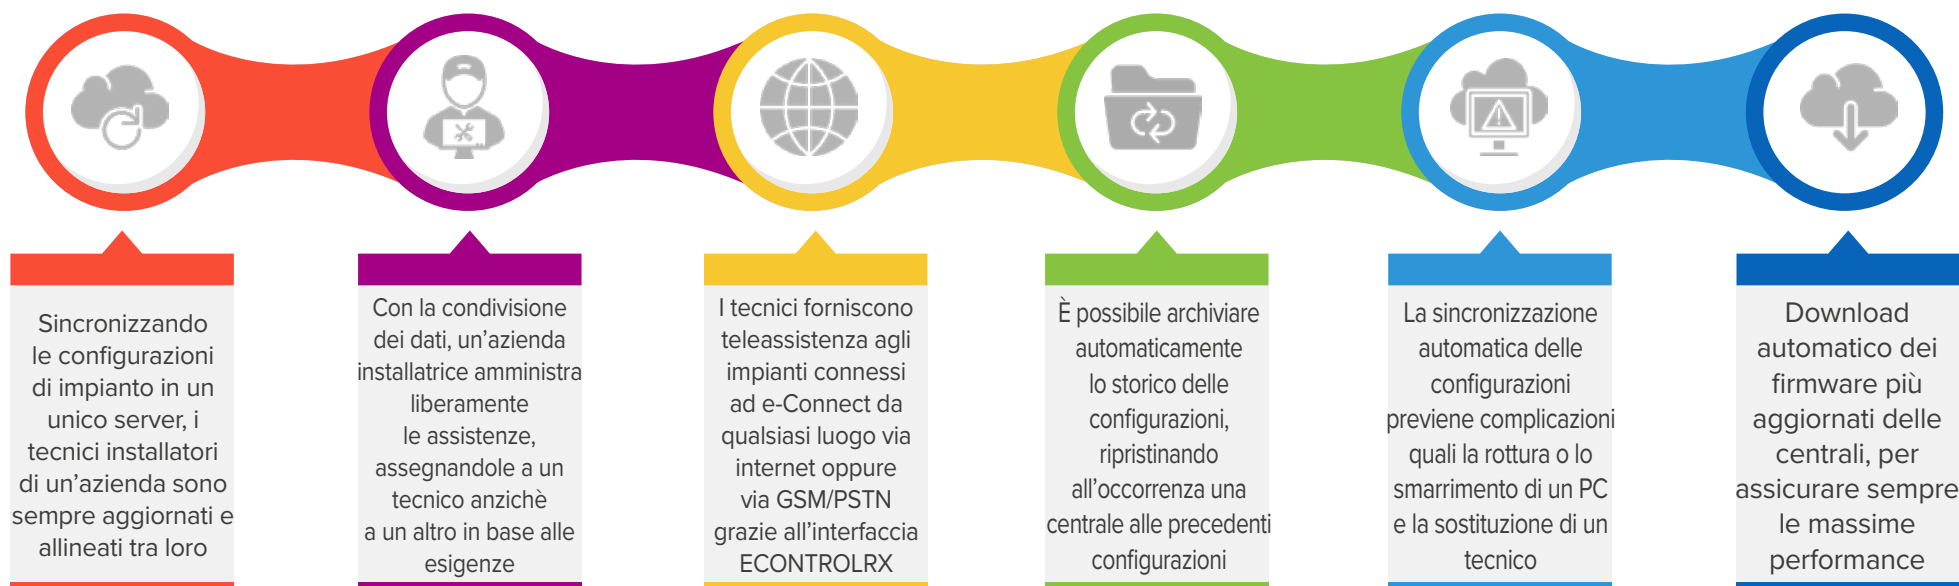 Sincronizzando
le configurazioni
di impianto in un
unico server, i
tecnici installatori
di un’azienda sono
sempre aggiornati e
allineati tra loro
Con la condivisione
dei dati, un’azienda
installatrice amministra
liberamente
le assistenze,
assegnandole a un
tecnico anzichè
a un altro in base alle
esigenze
I tecnici forniscono
teleassistenza agli
impianti connessi
ad e-Connect da
qualsiasi luogo via
internet oppure
via GSM/PSTN
grazie all’interfaccia
ECONTROLRX
È possibile archiviare
automaticamente
lo storico delle
configurazioni,
ripristinando
all’occorrenza una
centrale alle precedenti
configurazioni
La sincronizzazione
automatica delle
configurazioni
previene complicazioni
quali la rottura o lo
smarrimento di un PC
e la sostituzione di un
tecnico
Download
automatico dei
firmware più
aggiornati delle
centrali, per
assicurare sempre
le massime
performance